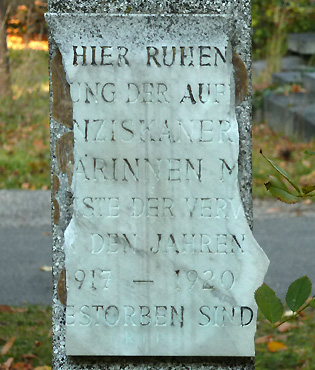 HIER RUHEN
UNG DER AUF
NZISKANER
ARINNEN M
STE DER VERW
DEN JAHREN
1917 — 1920
ESTORBEN SIND